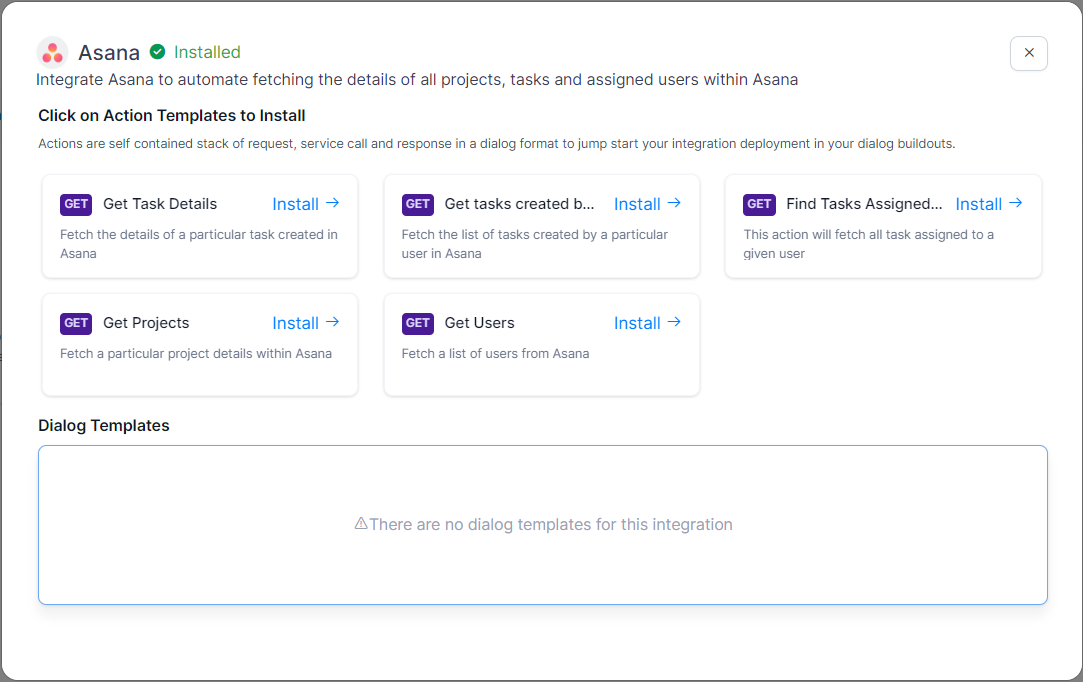 Asana Installed
Integrate Asana to automate fetching the details of all projects, tasks and assigned users within Asana
Click on Action Templates to Install
Actions are self contained stack of request, service call and response in a dialog format to jump start your integration deployment in your dialog buildouts.
GET Get Task Details Install →
Fetch the details of a particular task created in
Asana
GET Get tasks created b... Install →
Fetch the list of tasks created by a particular
user in Asana
GET Find Tasks Assigned... Install →
This action will fetch all task assigned to a
given user
GET Get Projects Install →
Fetch a particular project details within Asana
GET Get Users Install →
Fetch a list of users from Asana
Dialog Templates
⚠There are no dialog templates for this integration